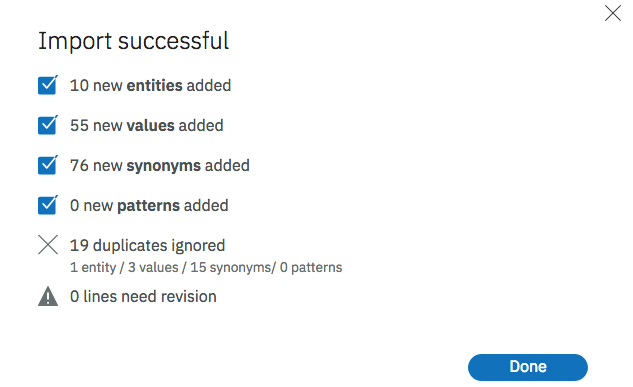 Import successful
10 new entities added
55 new values added
76 new synonyms added
0 new patterns added
19 duplicates ignored
1 entity / 3 values / 15 synonyms/ 0 patterns
0 lines need revision
Done